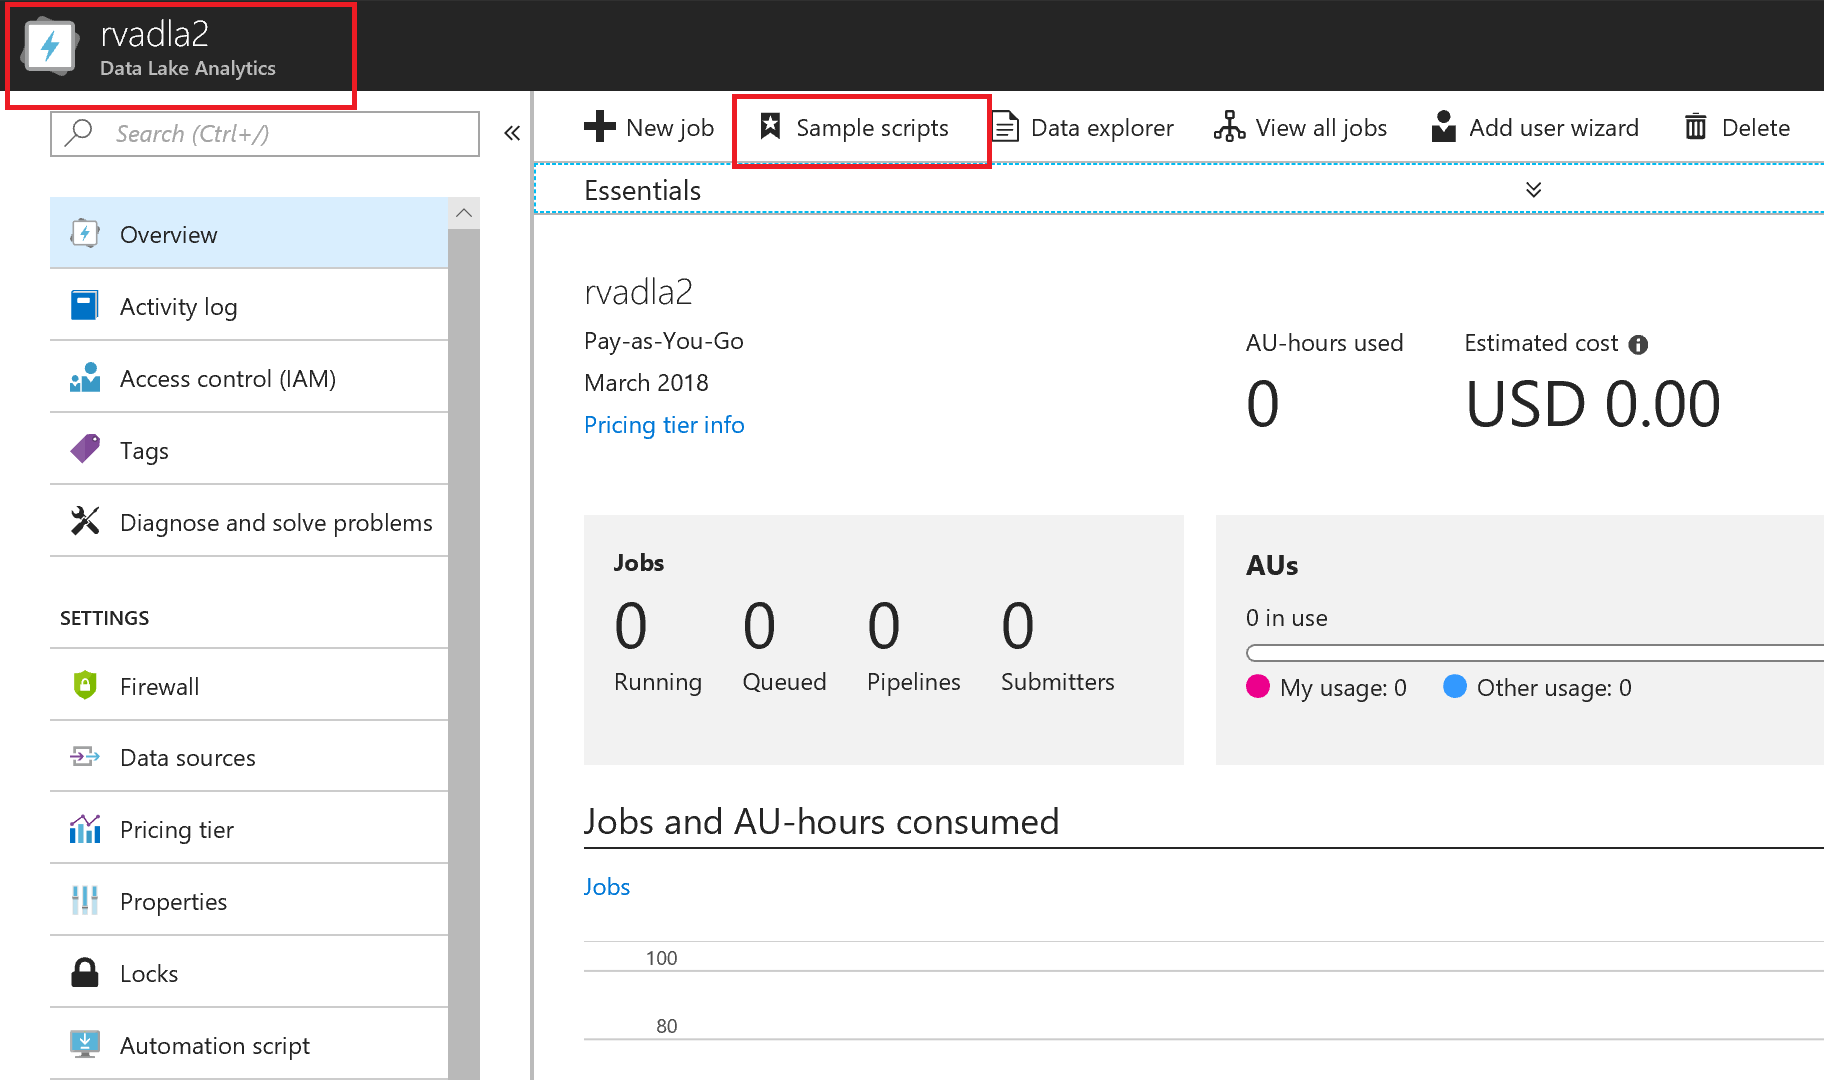 rvadla2
Data Lake Analytics
Search (Ctrl+/)
New job
Sample scripts
Data explorer
View all jobs
Add user wizard
Delete
Essentials
Overview
Activity log
Access control (IAM)
Tags
Diagnose and solve problems
SETTINGS
Firewall
Data sources
Pricing tier
Properties
Locks
Automation script
rvadla2
Pay-as-You-Go
March 2018
Pricing tier info
AU-hours used
0
Estimated cost
USD 0.00
Jobs
0 0 0 0
Running Queued Pipelines Submitters
AUs
0 in use
My usage: 0 Other usage: 0
Jobs and AU-hours consumed
Jobs
100
80